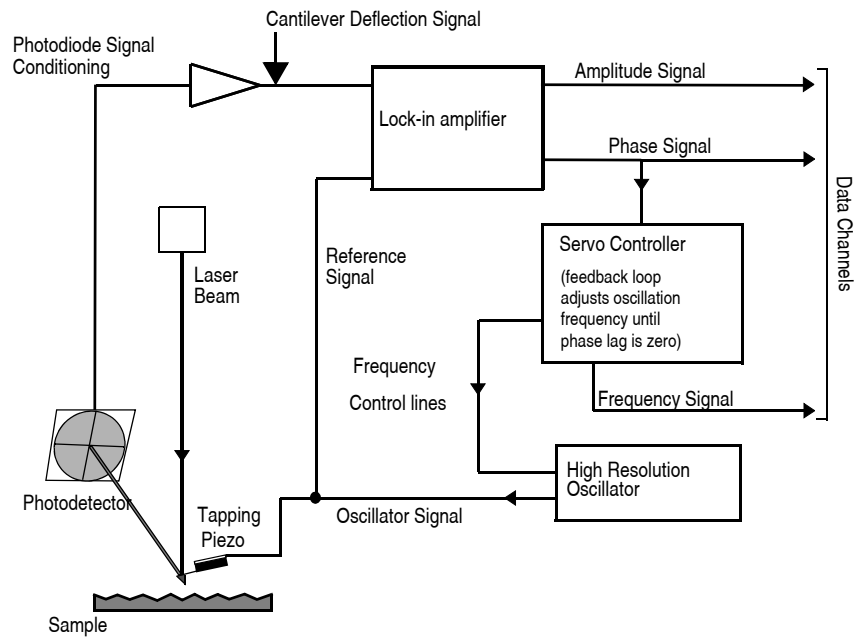 Cantilever Deflection Signal
Photodiode Signal
Conditioning
Amplitude Signal
Lock-in amplifier
Phase Signal
Data Channels
Servo Controller
(feedback loop
adjusts oscillation
frequency until
phase lag is zero)
Reference
Signal
Laser
Beam
Frequency
Control lines
Frequency Signal
High Resolution
Oscillator
Photodetector
Tapping
Piezo
Oscillator Signal
Sample